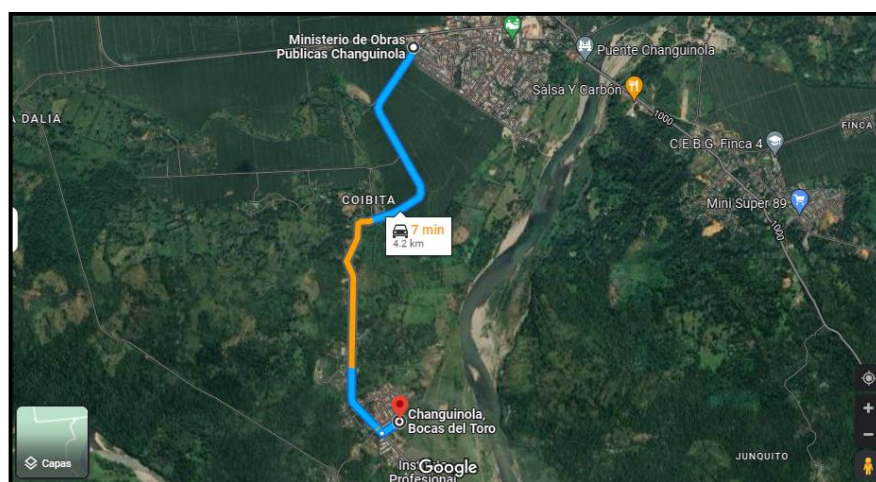 Ministerio de Obras
Públicas Changuinola
Puente Changuinola
Salsa Y Carbón
1000
A DALIA
FINCA
C.E.B.G. Finca 4
COIBITA
Mini Super 89
7 min
4.2 km
1000
Changuinola,
Bocas del Toro
Capas
Google
Profesional
JUNQUITO